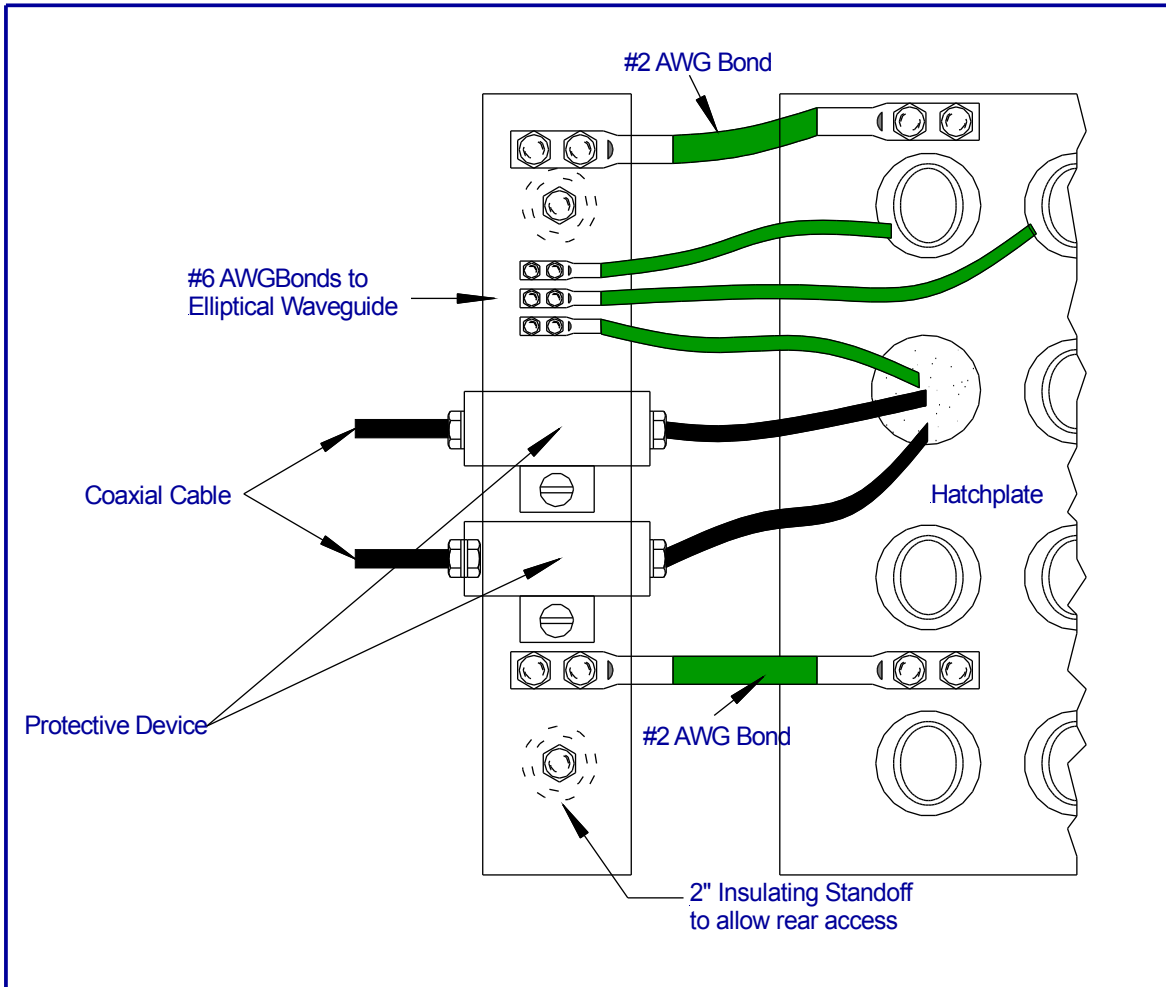 #2 AWG Bond
#6 AWGBonds to
Elliptical Waveguide
Coaxial Cable
Hatchplate
Protective Device
#2 AWG Bond
2" Insulating Standoff
to allow rear access